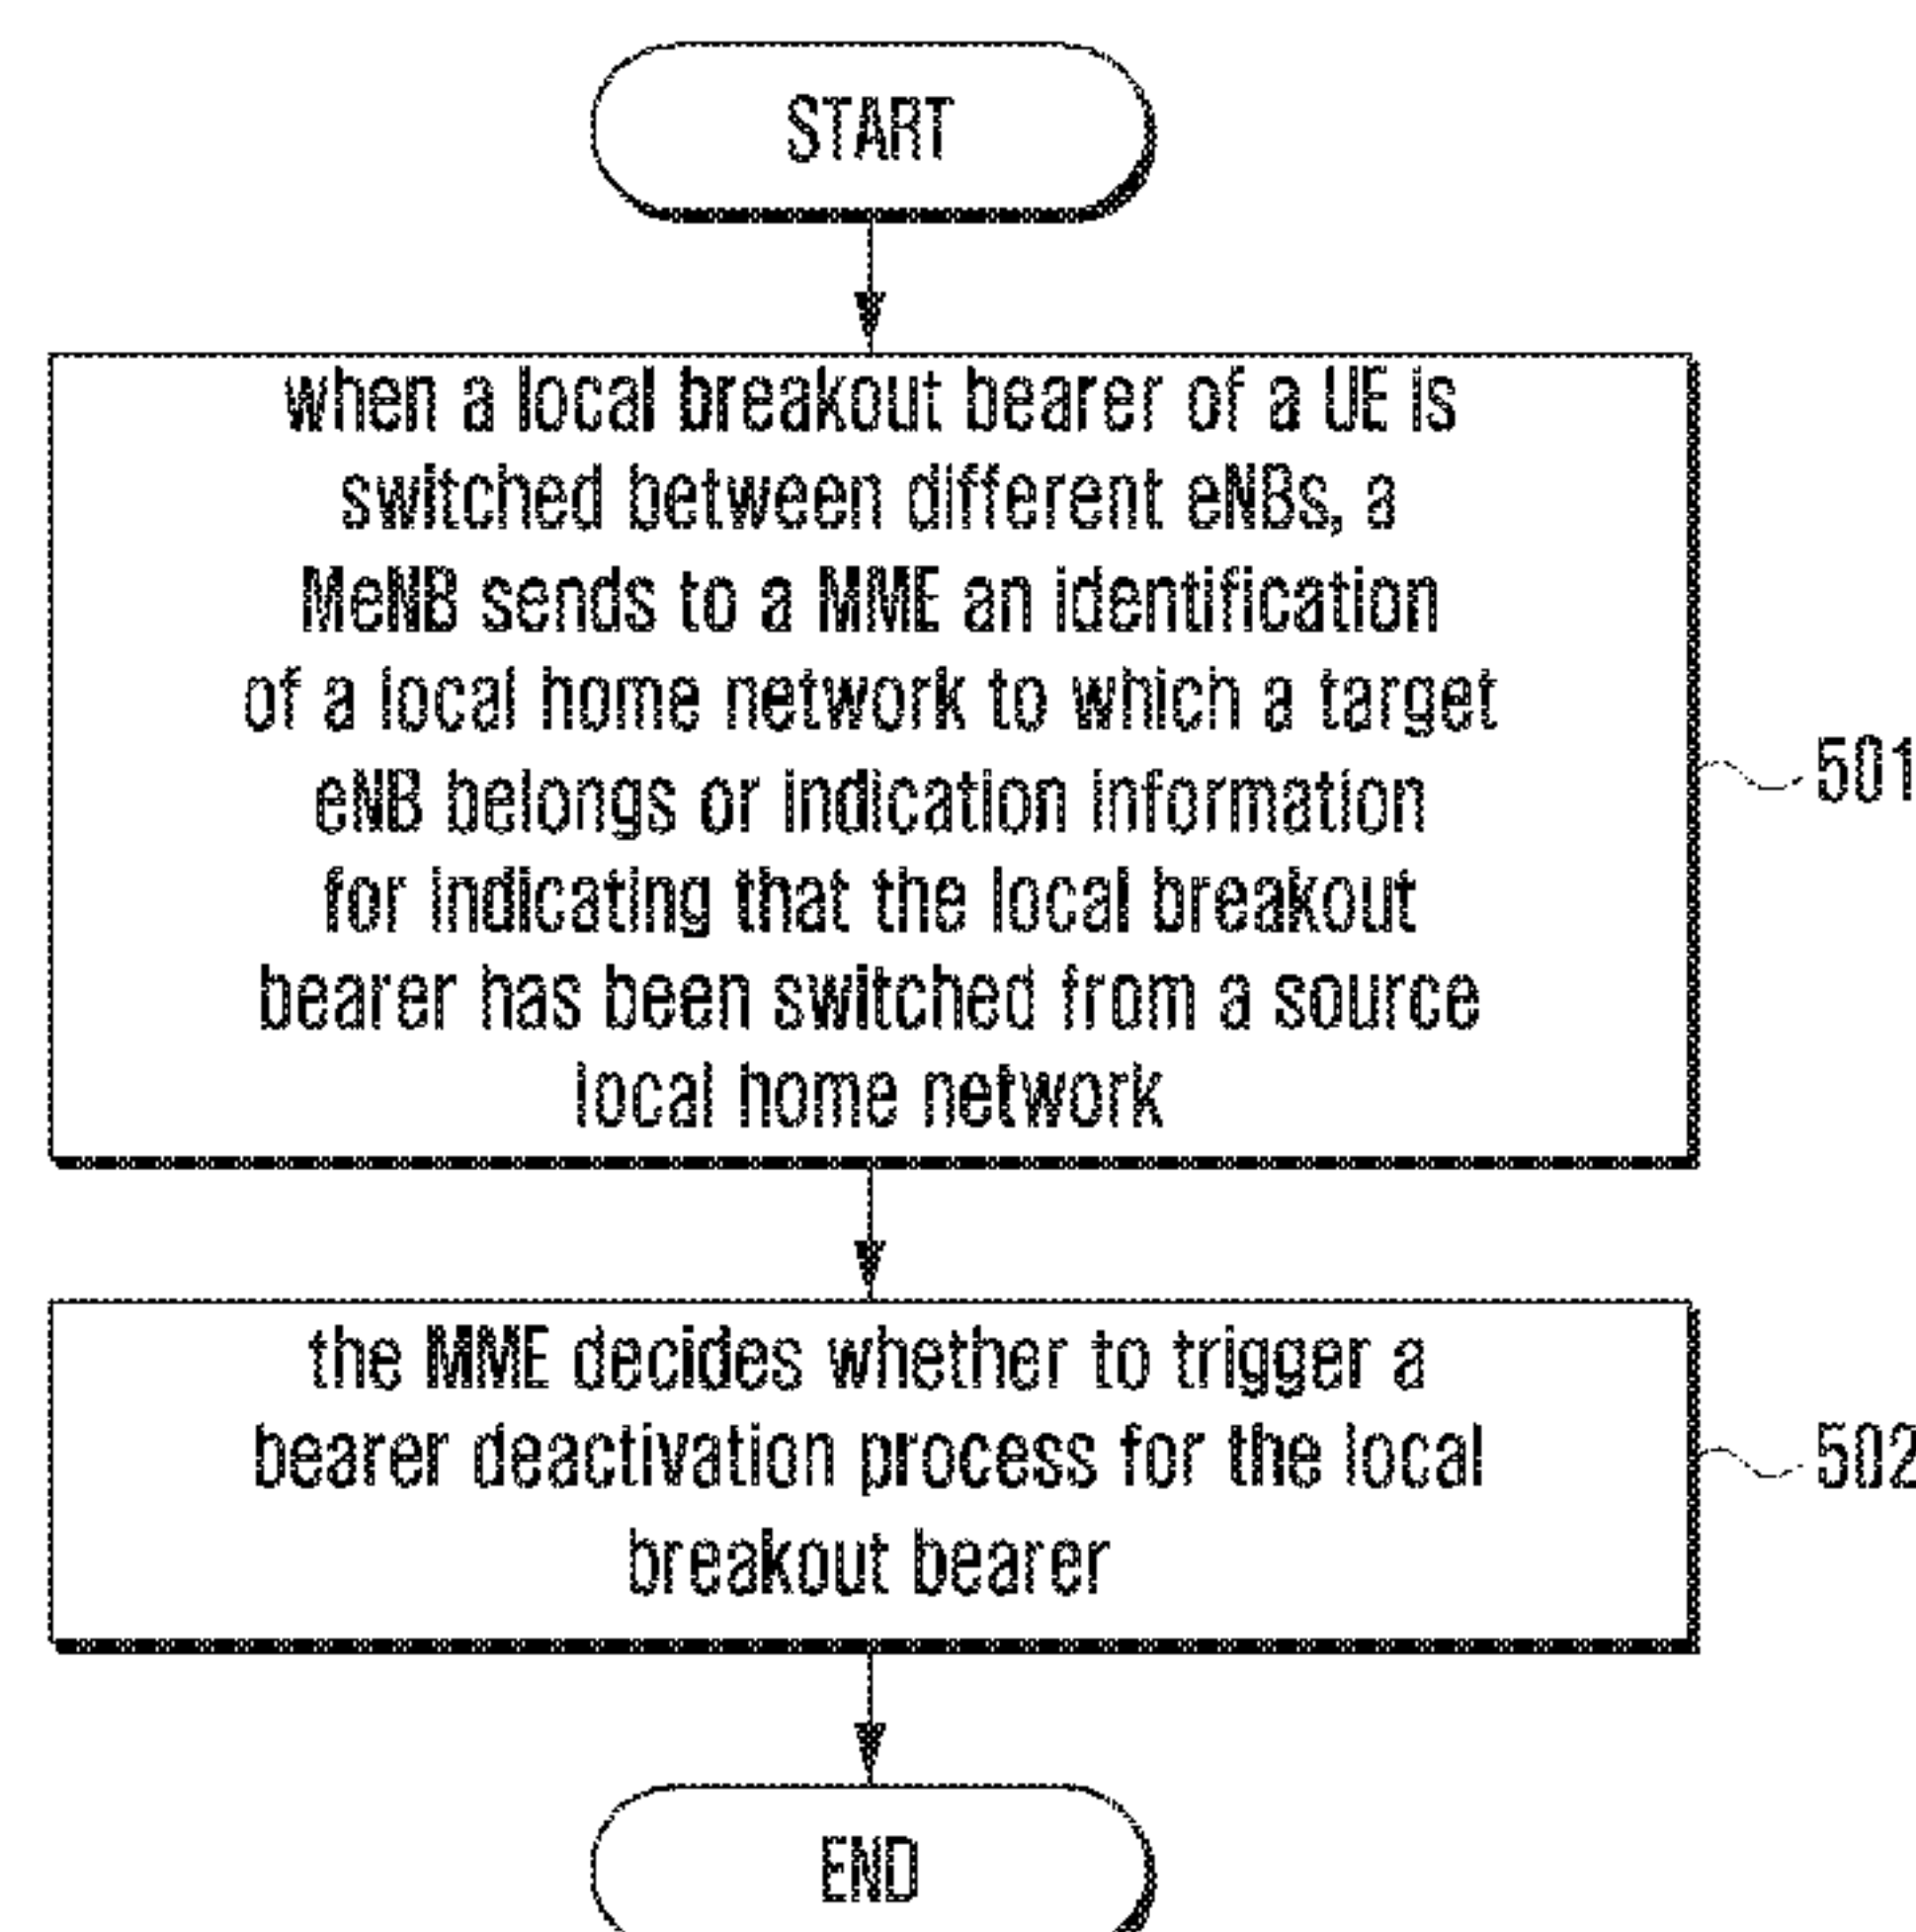 START
when a local breakout bearer of a UE is
switched between different eNBs, a
MeNB sends to a MME an identification
of a local home network to which a target
eNB belongs or indication information
for indicating that the local breakout
bearer has been switched from a source
local home network
501
the MME decides whether to trigger a
bearer deactivation process for the local
breakout bearer
502
END